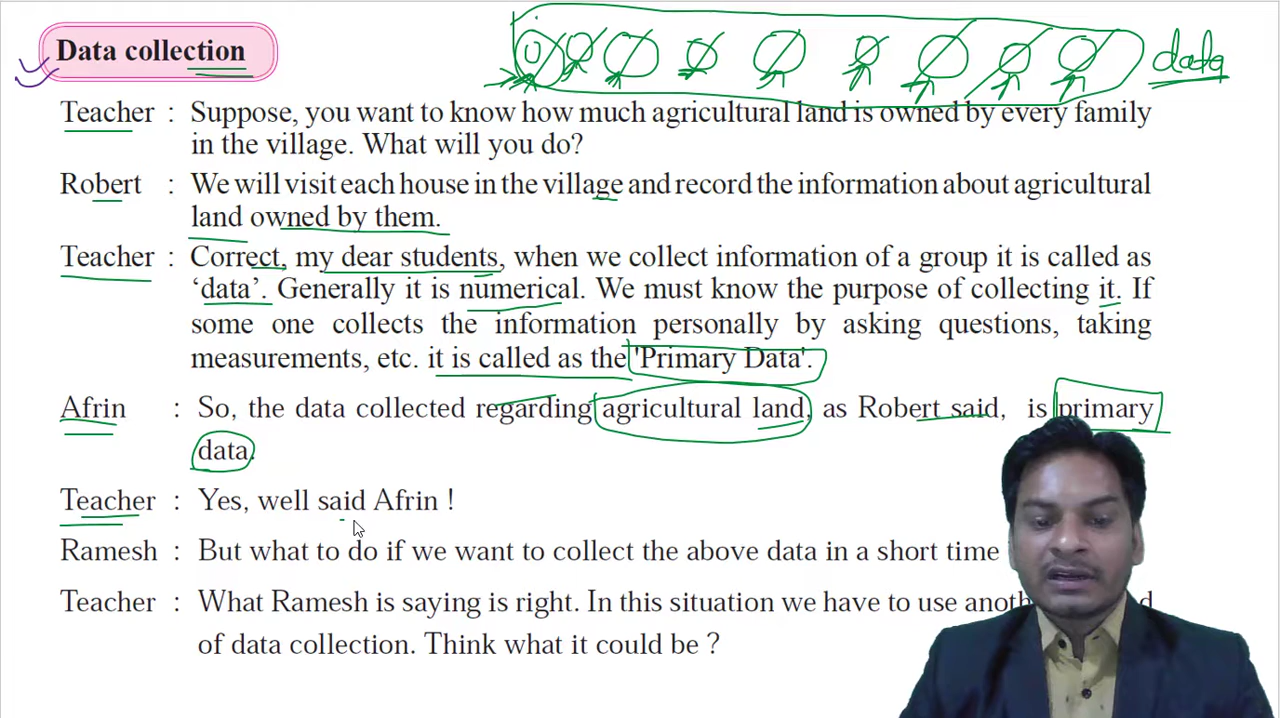 Data collection
data
Teacher : Suppose, you want to know how much agricultural land is owned by every family
in the village. What will you do?
Robert : We will visit each house in the village and record the information about agricultural
land owned by them.
Teacher : Correct, my dear students, when we collect information of a group it is called as
‘data’. Generally it is numerical. We must know the purpose of collecting it. If
some one collects the information personally by asking questions, taking
measurements, etc. it is called as the 'Primary Data'.
Afrin : So, the data collected regarding agricultural land, as Robert said, is primary
data.
Teacher : Yes, well said Afrin !
Ramesh : But what to do if we want to collect the above data in a short time
Teacher : What Ramesh is saying is right. In this situation we have to use
of data collection. Think what it could be ?